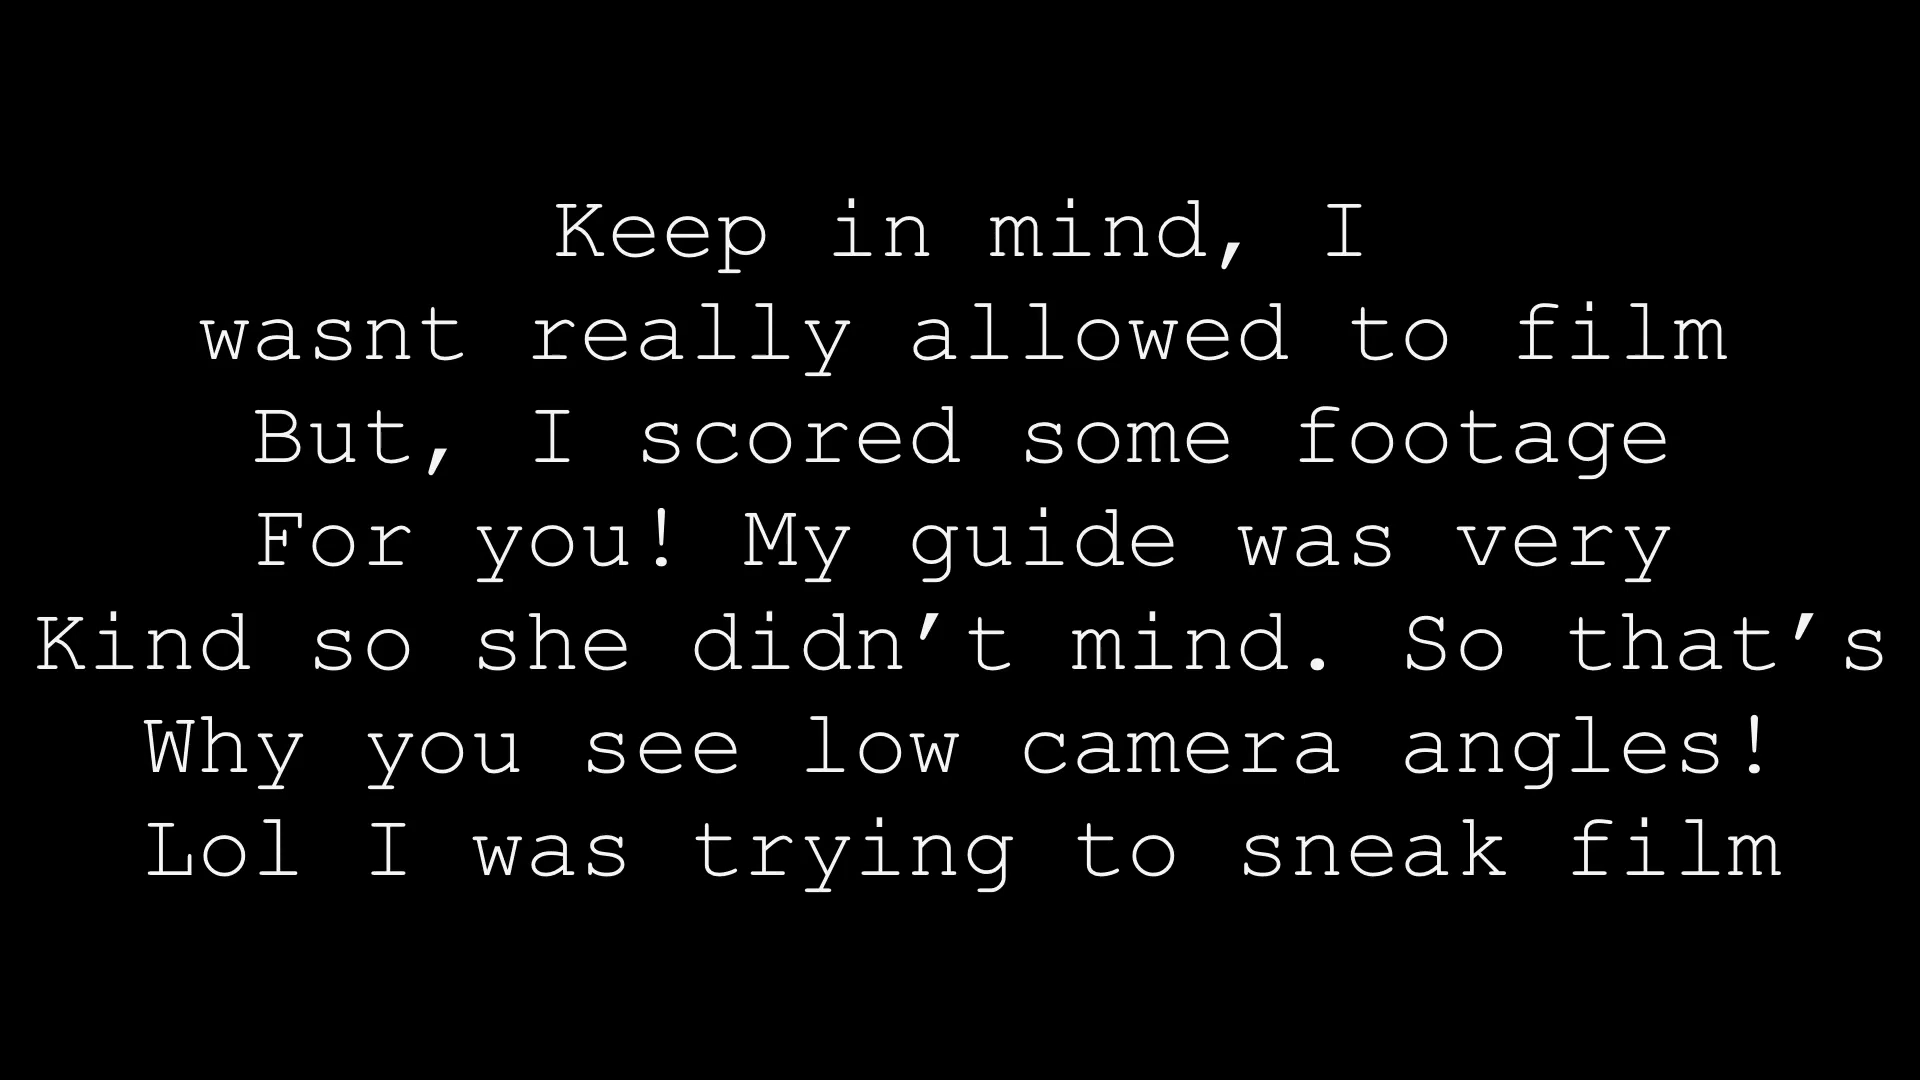 Keep in mind, I
wasnt really allowed to film
But, I scored some footage
For you! My guide was very
Kind so she didn’t mind. So that’s
Why you see low camera angles!
Lol I was trying to sneak film